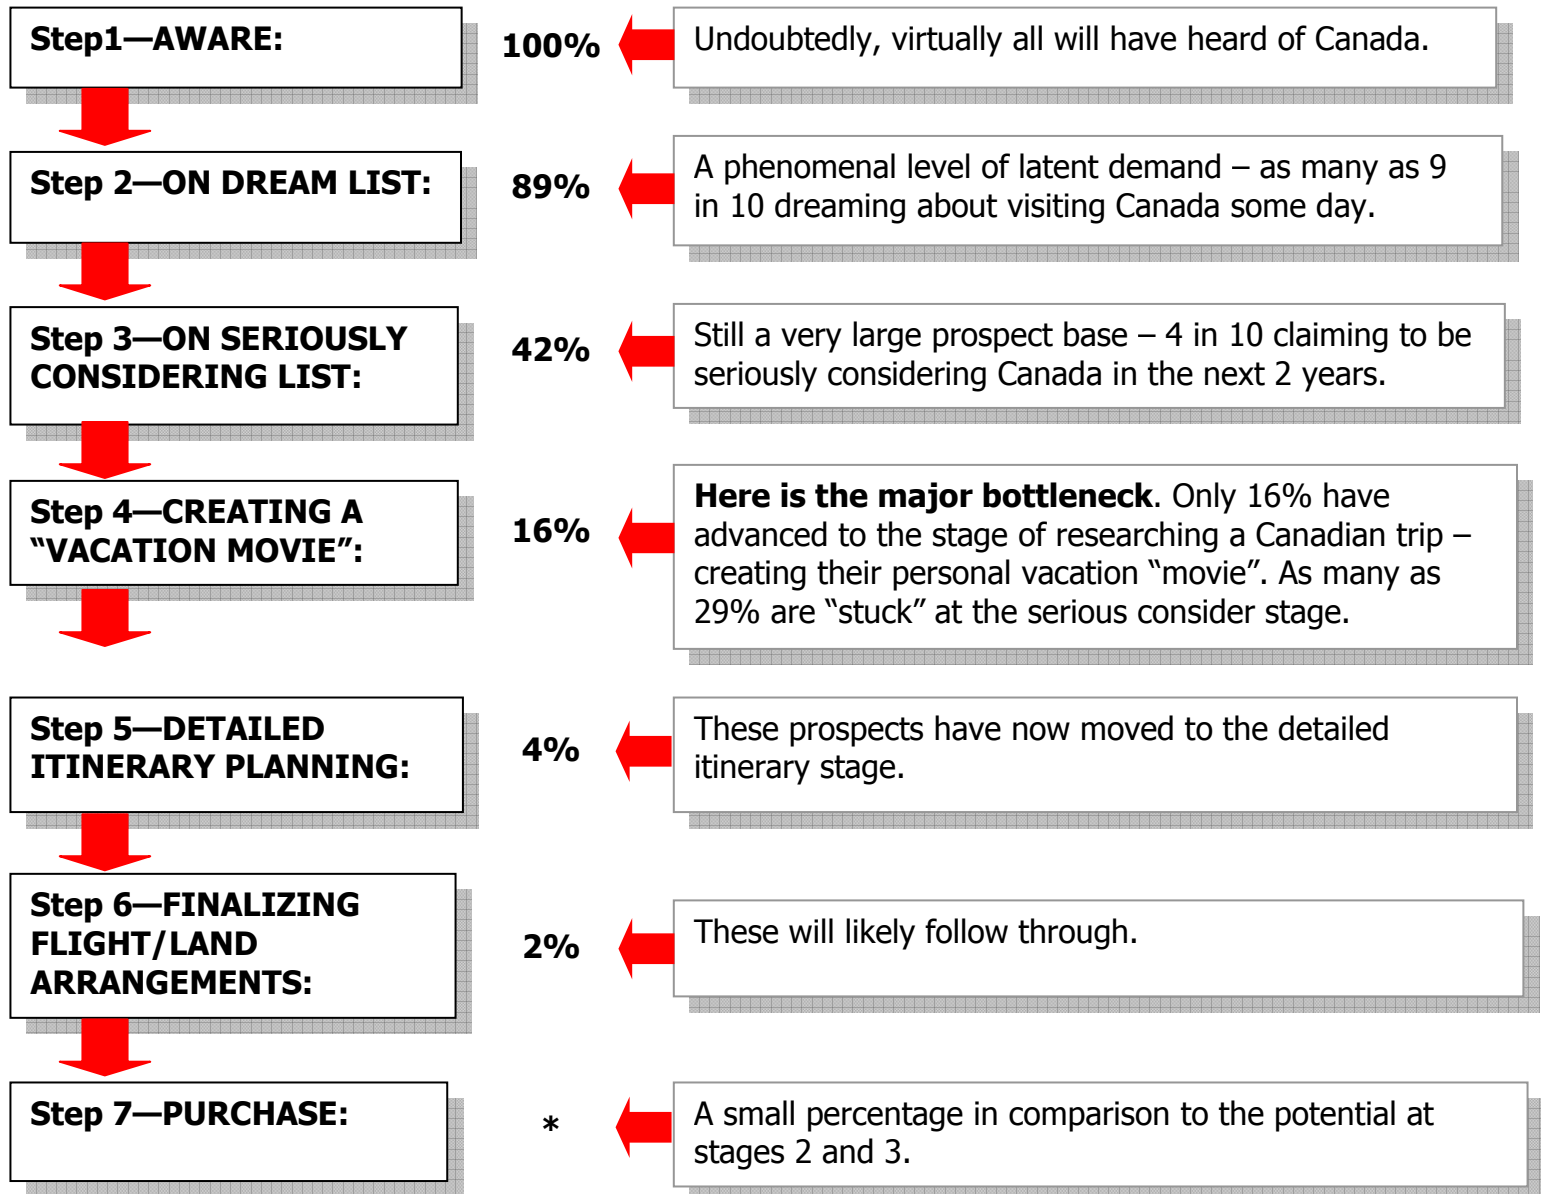 Step1—AWARE:
100%
Undoubtedly, virtually all will have heard of Canada.
Step 2—ON DREAM LIST:
89%
A phenomenal level of latent demand – as many as 9
in 10 dreaming about visiting Canada some day.
Step 3—ON SERIOUSLY
CONSIDERING LIST:
42%
Still a very large prospect base – 4 in 10 claiming to be
seriously considering Canada in the next 2 years.
Step 4—CREATING A
“VACATION MOVIE”:
16%
Here is the major bottleneck. Only 16% have
advanced to the stage of researching a Canadian trip –
creating their personal vacation “movie”. As many as
29% are “stuck” at the serious consider stage.
Step 5—DETAILED
ITINERARY PLANNING:
4%
These prospects have now moved to the detailed
itinerary stage.
Step 6—FINALIZING
FLIGHT/LAND
ARRANGEMENTS:
2%
These will likely follow through.
Step 7—PURCHASE:
*
A small percentage in comparison to the potential at
stages 2 and 3.